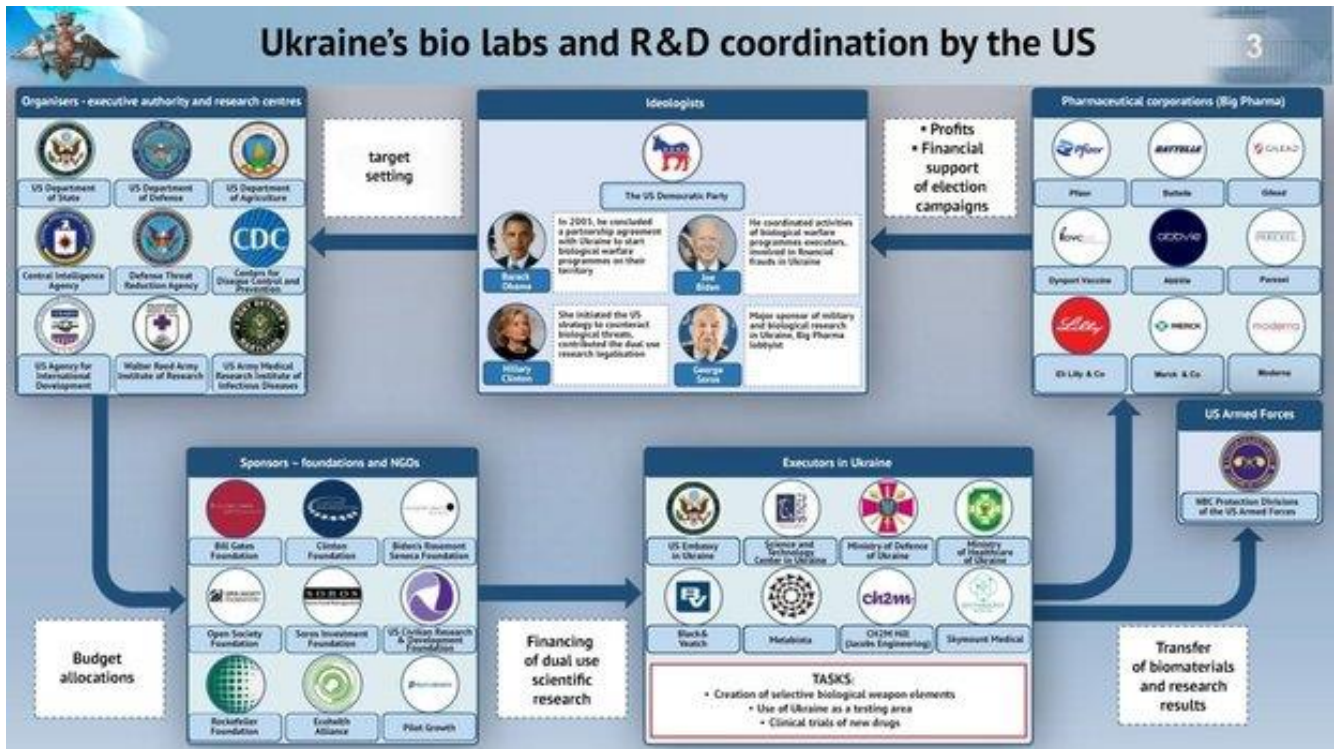 Ukraine's bio labs and R&D coordination by the US
3
Organisers - executive authority and research centres
US Department
of State
US Department
of Defense
US Department
of Agriculture
CDC
Central Intelligence
Agency
Defense Threat
Reduction Agency
Centers for
Disease Control and
Prevention
US Agency for
International
Development
Walter Reed Army
Institute of Research
US Army Medical
Research Institute of
Infectious Diseases
target
setting
Ideologists
The US Democratic Party
Barack
Obama
In 2005, he concluded
a partnership agreement
with Ukraine to start
biological warfare
programmes on their
territory
Joe
Biden
He coordinated activities
of biological warfare
programmes executors,
involved in financial
frauds in Ukraine
Hillary
Clinton
She initiated the US
strategy to counteract
biological threats,
contributed the dual use
research legalisation
George
Soros
Major sponsor of military
and biological research
in Ukraine, Big Pharma
lobbyist
• Profits
• Financial
support
of election
campaigns
Pharmaceutical corporations (Big Pharma)
Pfizer
BATTELLE
GILEAD
Pfizer
Battelle
Gilead
abbvie
PAREXEL
Dynport Vaccine
AbbVie
Parexel
Lilly
MERCK
moderna
Eli Lilly & Co
Merck & Co
Moderna
US Armed Forces
NBC Protection Divisions
of the US Armed Forces
Sponsors – foundations and NGOs
Bill Gates
Foundation
Clinton
Foundation
Biden's Rosemont
Seneca Foundation
OPEN SOCIETY
FOUNDATIONS
SOROS
Open Society
Foundation
Soros Investment
Foundation
US Civilian Research
& Development
Foundation
Rockefeller
Foundation
Ecohealth
Alliance
Pilot Growth
Budget
allocations
Financing
of dual use
scientific
research
Executors in Ukraine
US Embassy
in Ukraine
Science and
Technology
Center in Ukraine
Ministry of Defence
of Ukraine
Ministry
of Healthcare
of Ukraine
BV
ch2m
Black&
Veatch
Metabiota
CH2M Hill
(Jacobs Engineering)
Skymount Medical
TASKS:
• Creation of selective biological weapon elements
• Use of Ukraine as a testing area
• Clinical trials of new drugs
Transfer
of biomaterials
and research
results